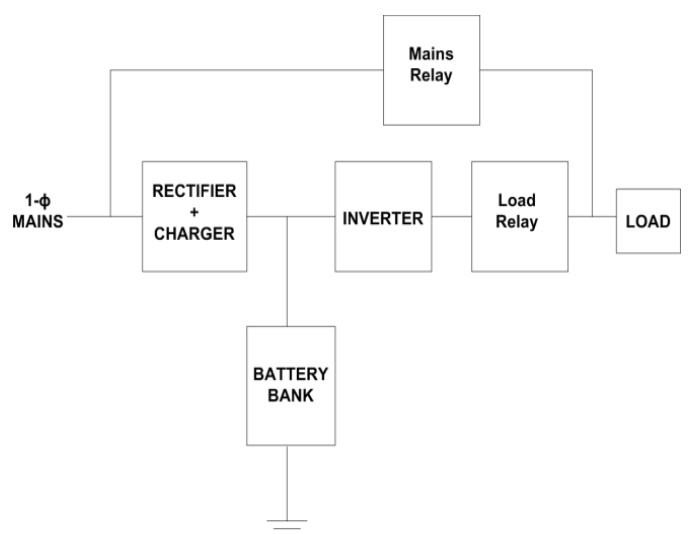 Mains
Relay
1-ϕ
MAINS
RECTIFIER
+
CHARGER
INVERTER
Load
Relay
LOAD
BATTERY
BANK